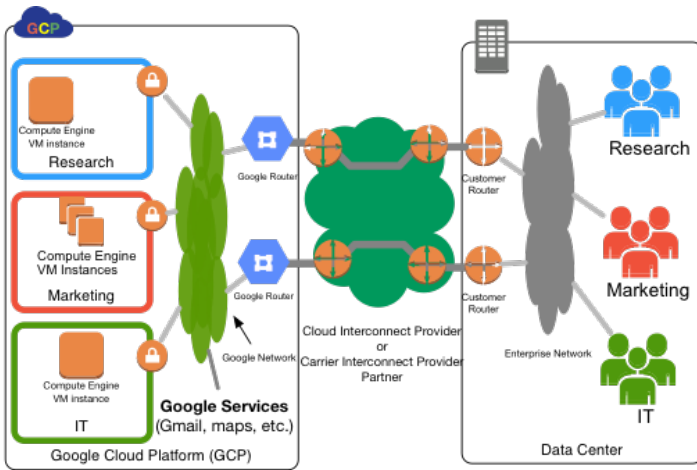 GCP
Compute Engine
VM instance
Research
Compute Engine
VM Instances
Marketing
Compute Engine
VM instance
IT
Google Router
Google Router
Google Network
Google Services
(Gmail, maps, etc.)
Google Cloud Platform (GCP)
Cloud Interconnect Provider
or
Carrier Interconnect Provider
Partner
Customer
Router
Customer
Router
Enterprise Network
Research
Marketing
IT
Data Center